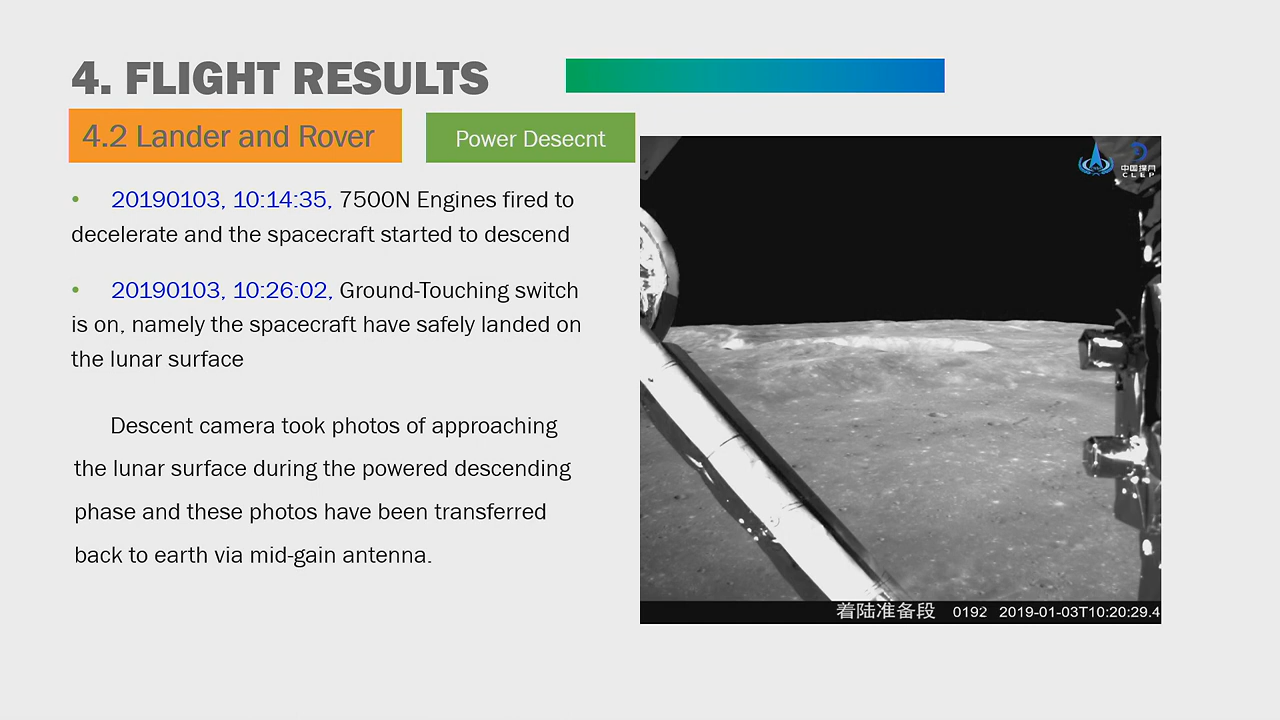 4. FLIGHT RESULTS
4.2 Lander and Rover
Power Desecnt
• 20190103, 10:14:35, 7500N Engines fired to
decelerate and the spacecraft started to descend
• 20190103, 10:26:02, Ground-Touching switch
is on, namely the spacecraft have safely landed on
the lunar surface
Descent camera took photos of approaching
the lunar surface during the powered descending
phase and these photos have been transferred
back to earth via mid-gain antenna.
中国探月
CLEP
着陆准备段 0192 2019-01-03T10:20:29.4